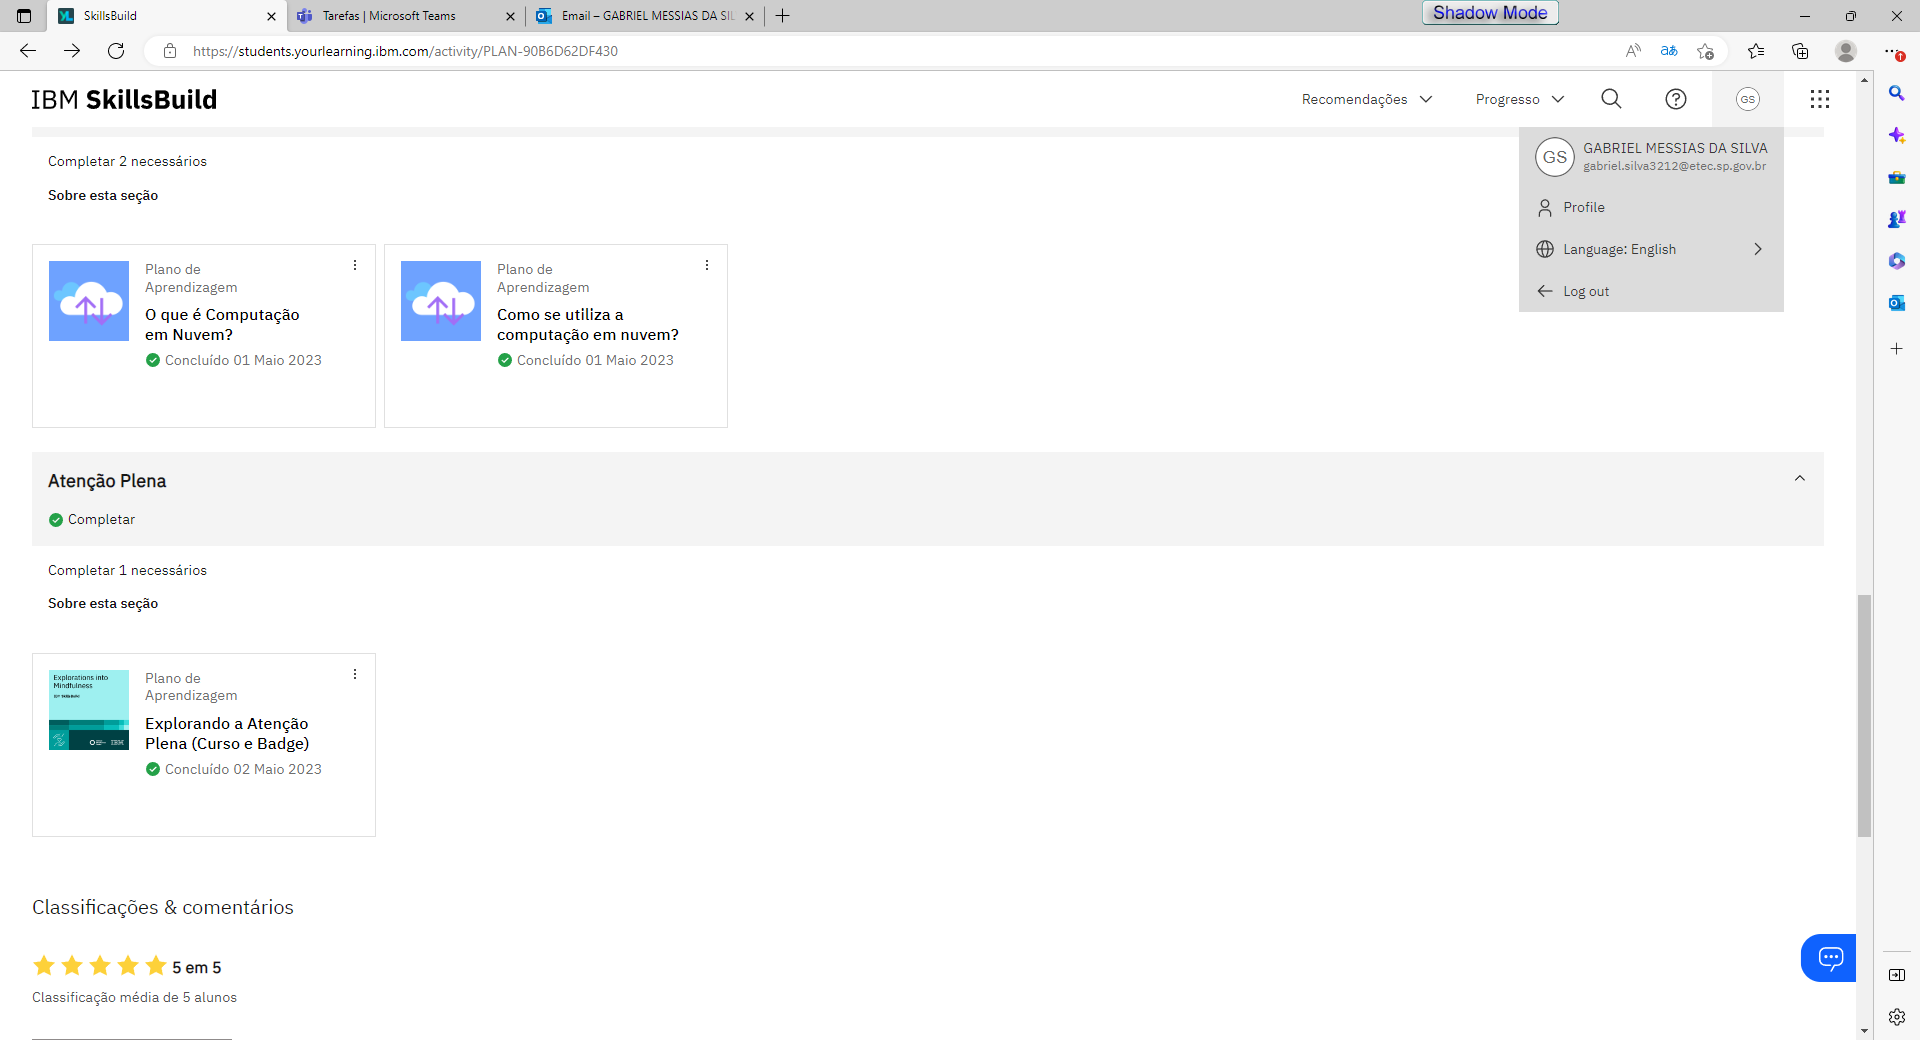 SkillsBuild
Tarefas | Microsoft Teams
Email – GABRIEL MESSIAS DA SIL
Shadow Mode
https://students.yourlearning.ibm.com/activity/PLAN-90B6D62DF430
IBM SkillsBuild
Recomendações
Progresso
GS
GS
GABRIEL MESSIAS DA SILVA
gabriel.silva3212@etec.sp.gov.br
Profile
Language: English
Log out
Completar 2 necessários
Sobre esta seção
Plano de
Aprendizagem
O que é Computação
em Nuvem?
Concluído 01 Maio 2023
Plano de
Aprendizagem
Como se utiliza a
computação em nuvem?
Concluído 01 Maio 2023
Atenção Plena
Completar
Completar 1 necessários
Sobre esta seção
Explorations into
Mindfulness
IBM SkillsBuild
IBM
Plano de
Aprendizagem
Explorando a Atenção
Plena (Curso e Badge)
Concluído 02 Maio 2023
Classificações & comentários
5 em 5
Classificação média de 5 alunos